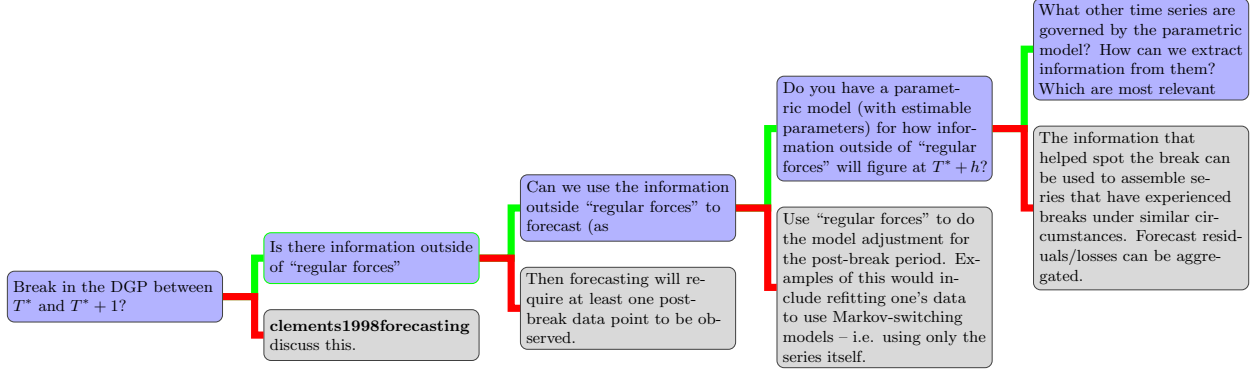 Break in the DGP between
T* and T* + 1?
Is there information outside
of “regular forces”
clements1998forecasting
discuss this.
Can we use the information
outside “regular forces” to
forecast (as
Then forecasting will re-
quire at least one post-
break data point to be ob-
served.
Do you have a paramet-
ric model (with estimable
parameters) for how infor-
mation outside of “regular
forces” will figure at T* + h?
Use “regular forces” to do
the model adjustment for
the post-break period. Ex-
amples of this would in-
clude refitting one’s data
to use Markov-switching
models – i.e. using only the
series itself.
What other time series are
governed by the parametric
model? How can we extract
information from them?
Which are most relevant
The information that
helped spot the break can
be used to assemble se-
ries that have experienced
breaks under similar cir-
cumstances. Forecast resid-
uals/losses can be aggre-
gated.